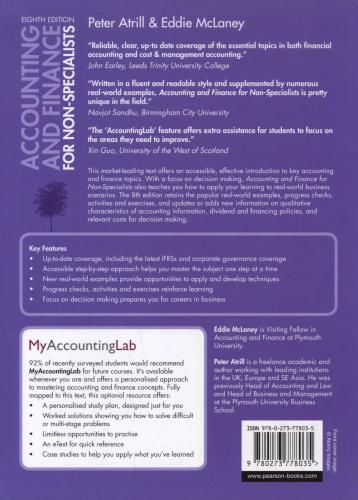 EIGHTH EDITION
ACCOUNTING
AND FINANCE
FOR NON-SPECIALISTS
Peter Atrill & Eddie McLaney
"Reliable, clear, up-to date coverage of the essential topics in both financial
accounting and cost & management accounting."
John Earley, Leeds Trinity University College
"Written in a fluent and readable style and supplemented by numerous
real-world examples, Accounting and Finance for Non-Specialists is pretty
unique in the field."
Navjot Sandhu, Birmingham City University
"The 'AccountingLab' feature offers extra assistance for students to focus on
the areas they need to improve."
Xin Guo, University of the West of Scotland
This market-leading text offers an accessible, effective introduction to key accounting
and finance topics. With a focus on decision making, Accounting and Finance for
Non-Specialists also teaches you how to apply your learning to real-world business
scenarios. The 8th edition retains the popular real-world examples, progress checks,
activities and exercises, and updates or adds new information on qualitative
characteristics of accounting information, dividend and financing policies, and
relevant costs for decision making.
Key Features
• Up-to-date coverage, including the latest IFRSs and corporate governance coverage
• Accessible step-by-step approach helps you master the subject one step at a time
• New real-world examples provide opportunities to apply and develop techniques
• Progress checks, activities and exercises reinforce learning
• Focus on decision making prepares you for careers in business
MyAccountingLab
92% of recently surveyed students would recommend
MyAccountingLab for future courses. It's available
whenever you are and offers a personalised approach
to mastering accounting and finance concepts. Fully
mapped to this text, this optional resource offers:
• A personalised study plan, designed just for you
• Worked solutions showing you how to solve difficult
or multi-stage problems
• Limitless opportunities to practise
• An eText for quick reference
• Case studies to help you apply what you've learned
Eddie McLaney is Visiting Fellow in
Accounting and Finance at Plymouth
University.
Peter Atrill is a freelance academic and
author working with leading institutions
in the UK, Europe and SE Asia. He was
previously Head of Accounting and Law
and Head of Business and Management
at the Plymouth University Business
School.
Front cover image:
© Alamy Images
ISBN 978-0-273-77803-5
9 780273 778035 >
www.pearson-books.com